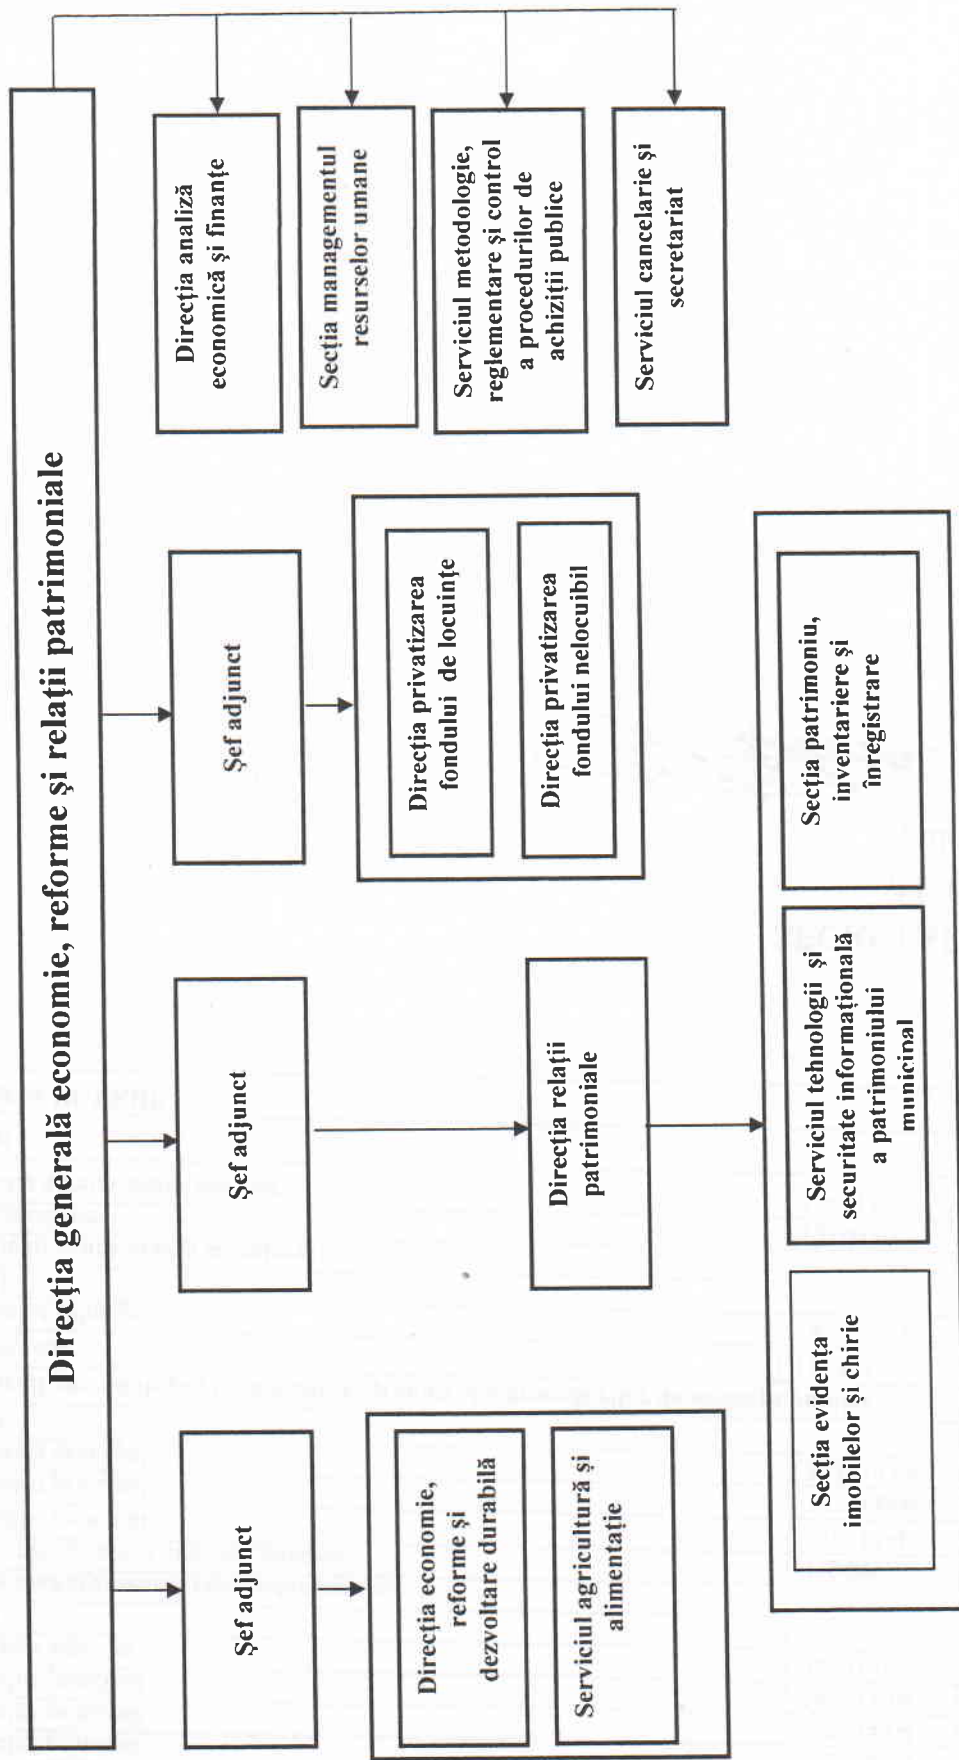 Direcția generală economie, reforme și relații patrimoniale
Șef adjunct
Direcția economie,
reforme și
dezvoltare durabilă
Serviciul agricultură și
alimentație
Șef adjunct
Direcția relații
patrimoniale
Secția evidența
imobilelor și chirie
Serviciul tehnologii și
securitate informațională
a patrimoniului
municipal
Secția patrimoniu,
inventariere și
înregistrare
Șef adjunct
Direcția privatizarea
fondului de locuințe
Direcția privatizarea
fondului nelocuibil
Direcția analiză
economică și finanțe
Secția managementul
resurselor umane
Serviciul metodologie,
reglementare și control
a procedurilor de
achiziții publice
Serviciul cancelarie și
secretariat